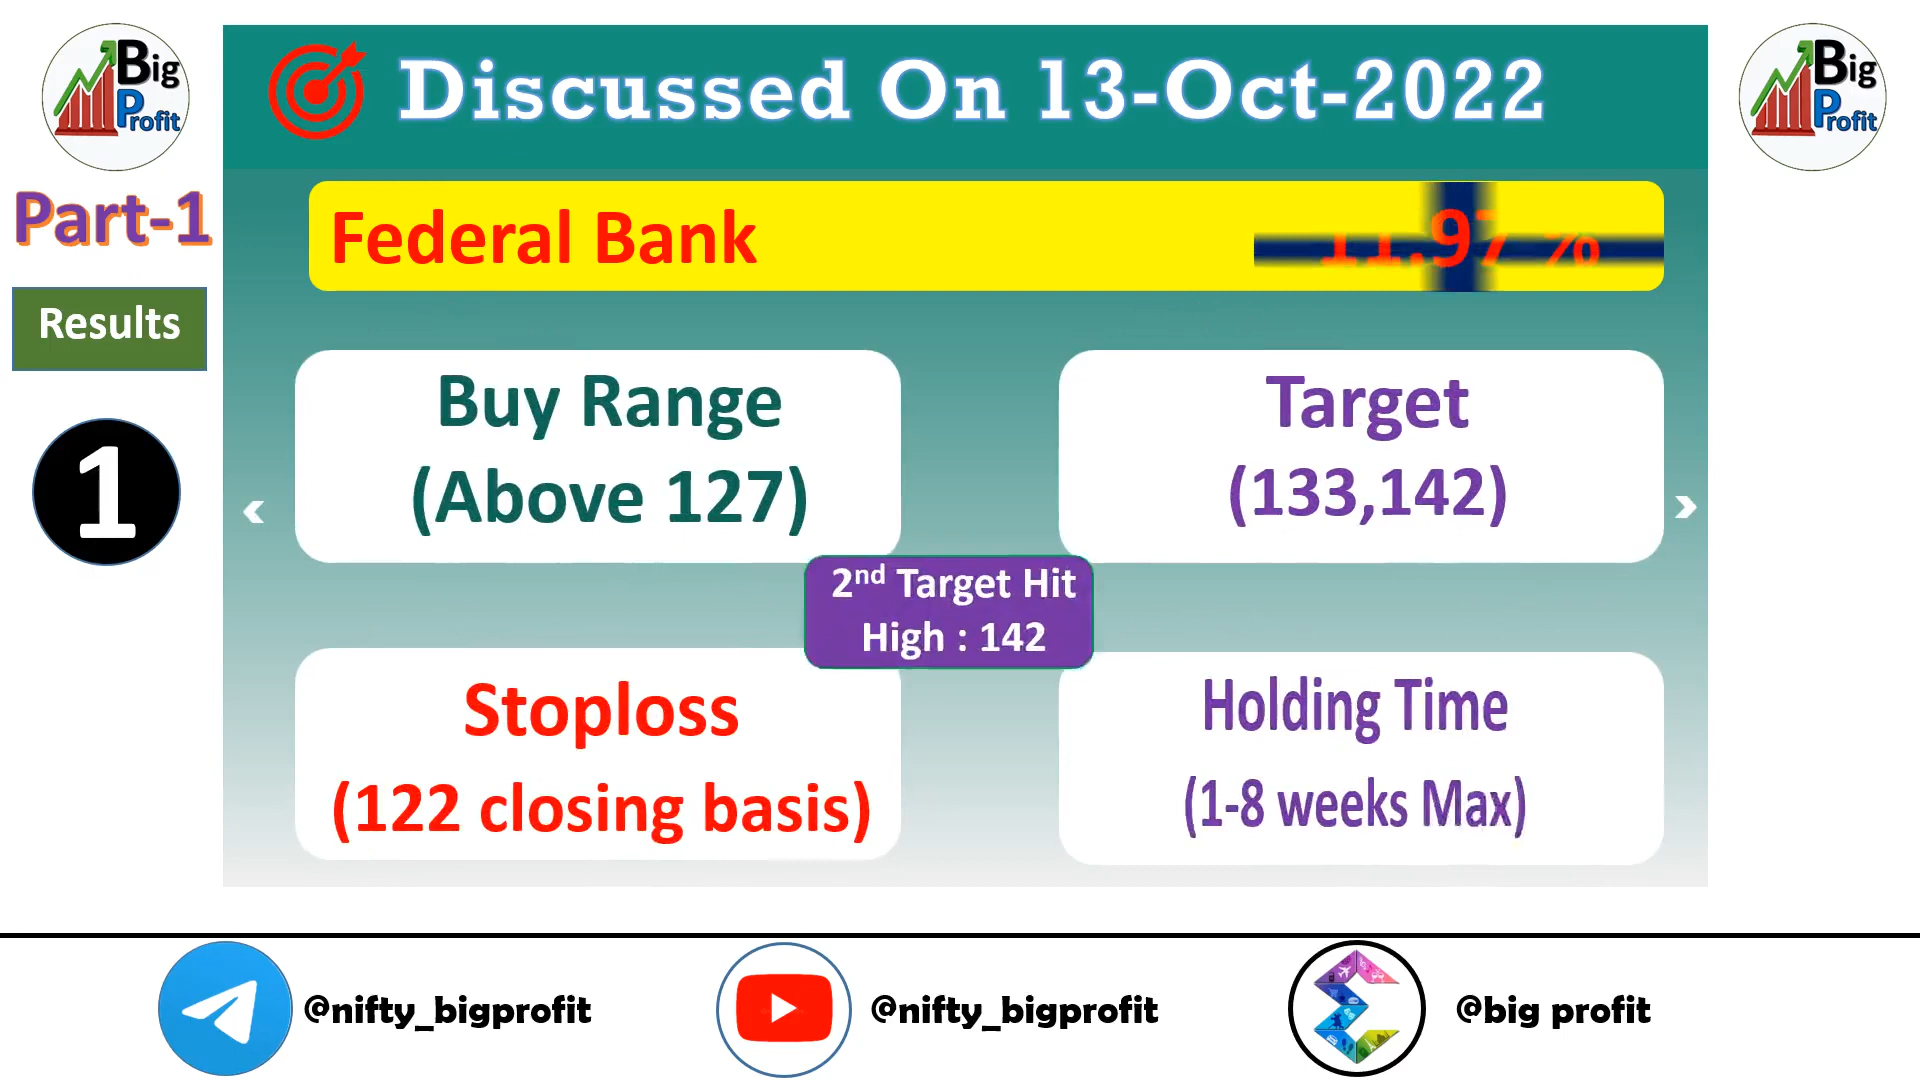 Big
Profit
Discussed On 13-Oct-2022
Big
Profit
Part-1
Federal Bank
11.97 %
Results
Buy Range
(Above 127)
Target
(133,142)
1
2nd Target Hit
High : 142
Stoploss
(122 closing basis)
Holding Time
(1-8 weeks Max)
@nifty_bigprofit
@nifty_bigprofit
@big profit